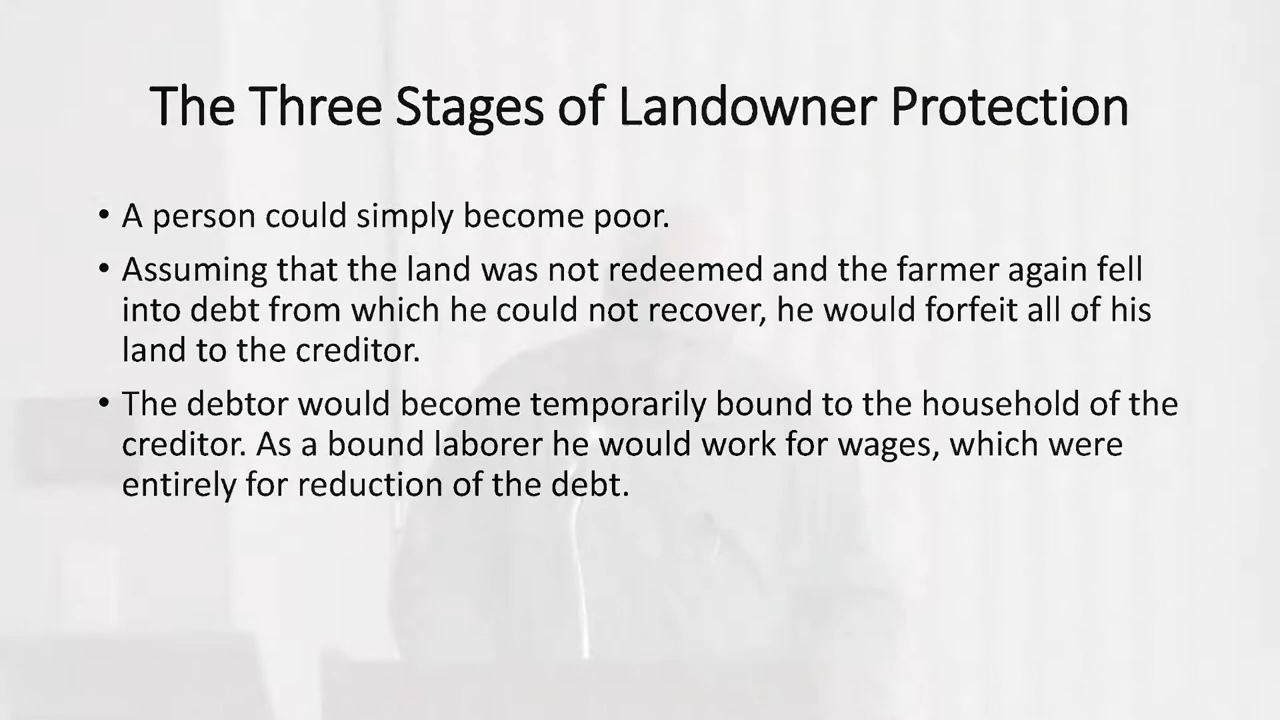 The Three Stages of Landowner Protection
• A person could simply become poor.
• Assuming that the land was not redeemed and the farmer again fell
into debt from which he could not recover, he would forfeit all of his
land to the creditor.
• The debtor would become temporarily bound to the household of the
creditor. As a bound laborer he would work for wages, which were
entirely for reduction of the debt.